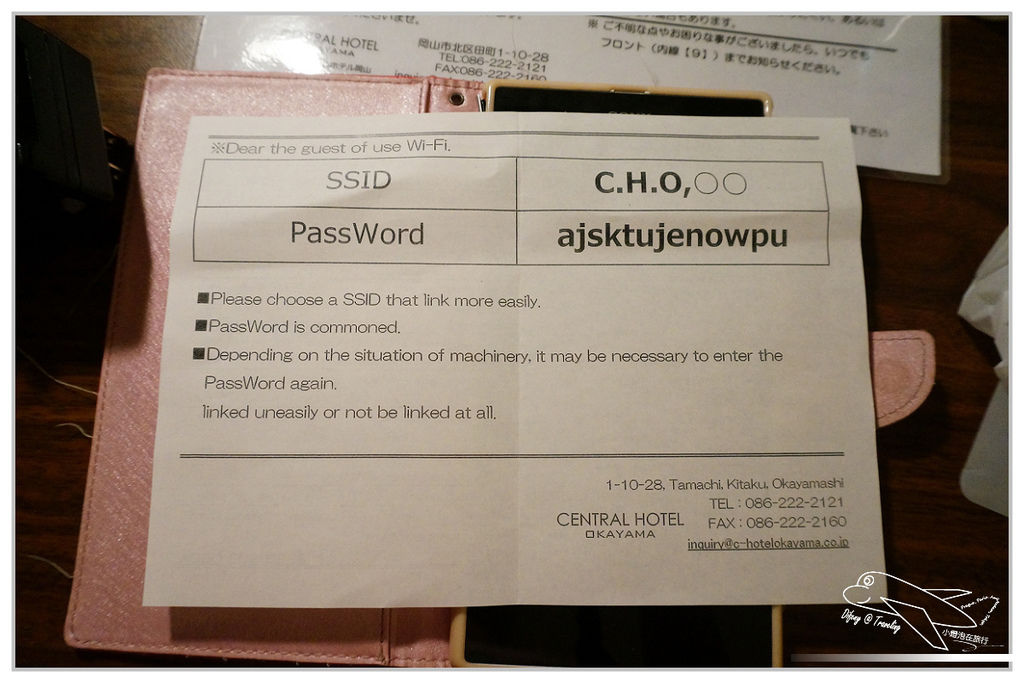 CENTRAL HOTEL
岡山市北区田町1-10-28
TEL:086-222-2121
FAX:086-222-2160
※ ご不明な点やお困りな事がございましたら、いつでも
フロント（内線【9】）までお知らせください。
※Dear the guest of use Wi-Fi.
SSID C.H.O,○○
PassWord ajsktujenowpu
■Please choose a SSID that link more easily.
■PassWord is commoned.
■Depending on the situation of machinery, it may be necessary to enter the
PassWord again.
linked uneasily or not be linked at all.
1-10-28, Tamachi, Kitaku, Okayamashi
TEL : 086-222-2121
CENTRAL HOTEL FAX : 086-222-2160
OKAYAMA
inquiry@c-hotelokayama.co.jp
小燈泡在旅行